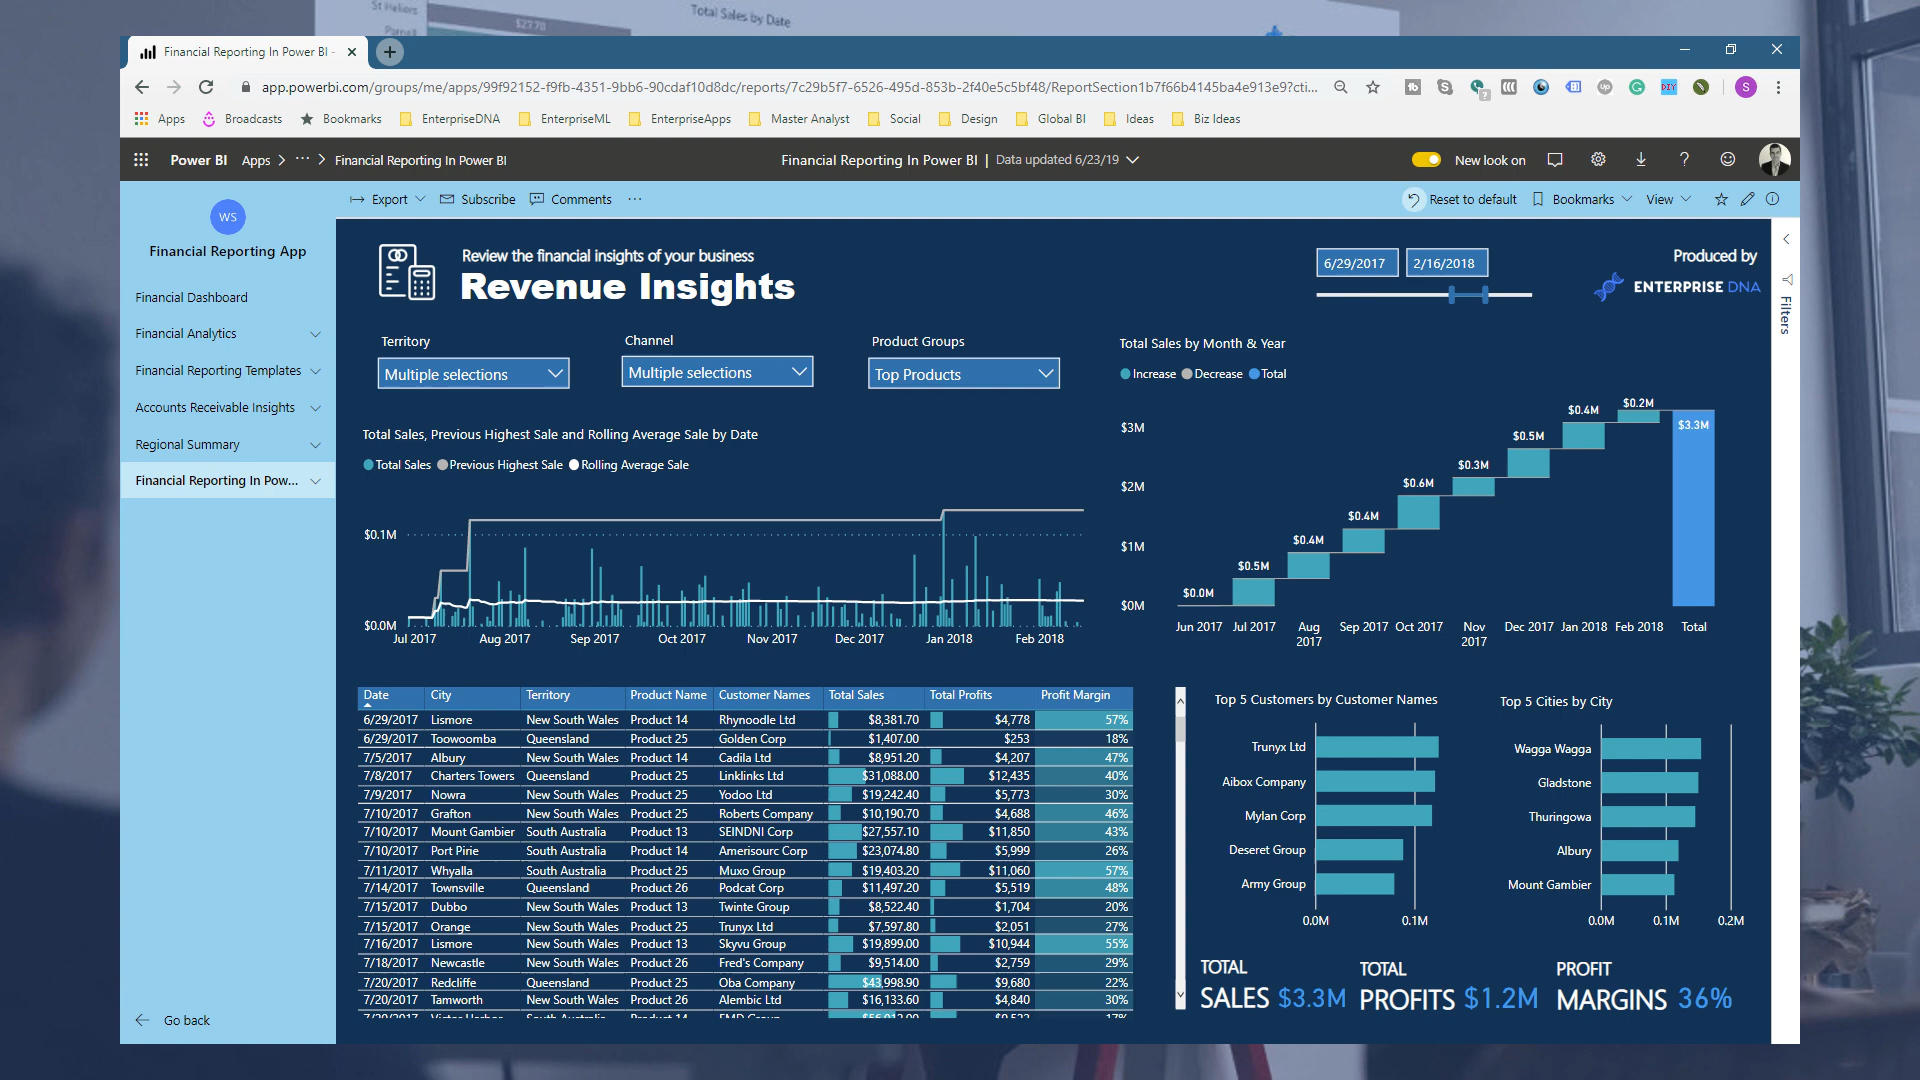 St Heliers
$27.70
Total Sales by Date
Financial Reporting In Power BI -
app.powerbi.com/groups/me/apps/99f92152-f9fb-4351-9bb6-90cdaf10d8dc/reports/7c29b5f7-6526-495d-853b-2f40e5c5bf48/ReportSection1b7f66b4145ba4e913e9?cti...
Apps Broadcasts Bookmarks EnterpriseDNA EnterpriseML EnterpriseApps Master Analyst Social Design Global BI Ideas Biz Ideas
Power BI Apps > ... > Financial Reporting In Power BI
Financial Reporting In Power BI | Data updated 6/23/19
New look on
Export Subscribe Comments ...
Reset to default Bookmarks View
WS
Financial Reporting App
Financial Dashboard
Financial Analytics
Financial Reporting Templates
Accounts Receivable Insights
Regional Summary
Financial Reporting In Pow...
Go back
Review the financial insights of your business
Revenue Insights
6/29/2017 2/16/2018
Produced by
ENTERPRISE DNA
Filters
Territory
Multiple selections
Channel
Multiple selections
Product Groups
Top Products
Total Sales, Previous Highest Sale and Rolling Average Sale by Date
Total Sales Previous Highest Sale Rolling Average Sale
$0.1M
$0.0M
Jul 2017 Aug 2017 Sep 2017 Oct 2017 Nov 2017 Dec 2017 Jan 2018 Feb 2018
Total Sales by Month & Year
Increase Decrease Total
$3M
$2M
$1M
$0M
$0.0M $0.5M $0.4M $0.4M $0.6M $0.3M $0.5M $0.4M $0.2M $3.3M
Jun 2017 Jul 2017 Aug 2017 Sep 2017 Oct 2017 Nov 2017 Dec 2017 Jan 2018 Feb 2018 Total
Date City Territory Product Name Customer Names Total Sales Total Profits Profit Margin
6/29/2017 Lismore New South Wales Product 14 Rhynoodle Ltd $8,381.70 $4,778 57%
6/29/2017 Toowoomba Queensland Product 25 Golden Corp $1,407.00 $253 18%
7/5/2017 Albury New South Wales Product 14 Cadila Ltd $8,951.20 $4,207 47%
7/8/2017 Charters Towers Queensland Product 25 Linklinks Ltd $31,088.00 $12,435 40%
7/9/2017 Nowra New South Wales Product 25 Yodoo Ltd $19,242.40 $5,773 30%
7/10/2017 Grafton New South Wales Product 25 Roberts Company $10,190.70 $4,688 46%
7/10/2017 Mount Gambier South Australia Product 13 SEINDNI Corp $27,557.10 $11,850 43%
7/10/2017 Port Pirie South Australia Product 14 Amerisourc Corp $23,074.80 $5,999 26%
7/11/2017 Whyalla South Australia Product 25 Muxo Group $19,403.20 $11,060 57%
7/14/2017 Townsville Queensland Product 26 Podcat Corp $11,497.20 $5,519 48%
7/15/2017 Dubbo New South Wales Product 13 Twinte Group $8,522.40 $1,704 20%
7/15/2017 Orange New South Wales Product 25 Trunyx Ltd $7,597.80 $2,051 27%
7/16/2017 Lismore New South Wales Product 13 Skyvu Group $19,899.00 $10,944 55%
7/18/2017 Newcastle New South Wales Product 26 Fred's Company $9,514.00 $2,759 29%
7/20/2017 Redcliffe Queensland Product 25 Oba Company $43,998.90 $9,680 22%
7/20/2017 Tamworth New South Wales Product 26 Alembic Ltd $16,133.60 $4,840 30%
Top 5 Customers by Customer Names
Trunyx Ltd
Aibox Company
Mylan Corp
Deseret Group
Army Group
0.0M 0.1M
Top 5 Cities by City
Wagga Wagga
Gladstone
Thuringowa
Albury
Mount Gambier
0.0M 0.1M 0.2M
TOTAL
SALES $3.3M
TOTAL
PROFITS $1.2M
PROFIT
MARGINS 36%